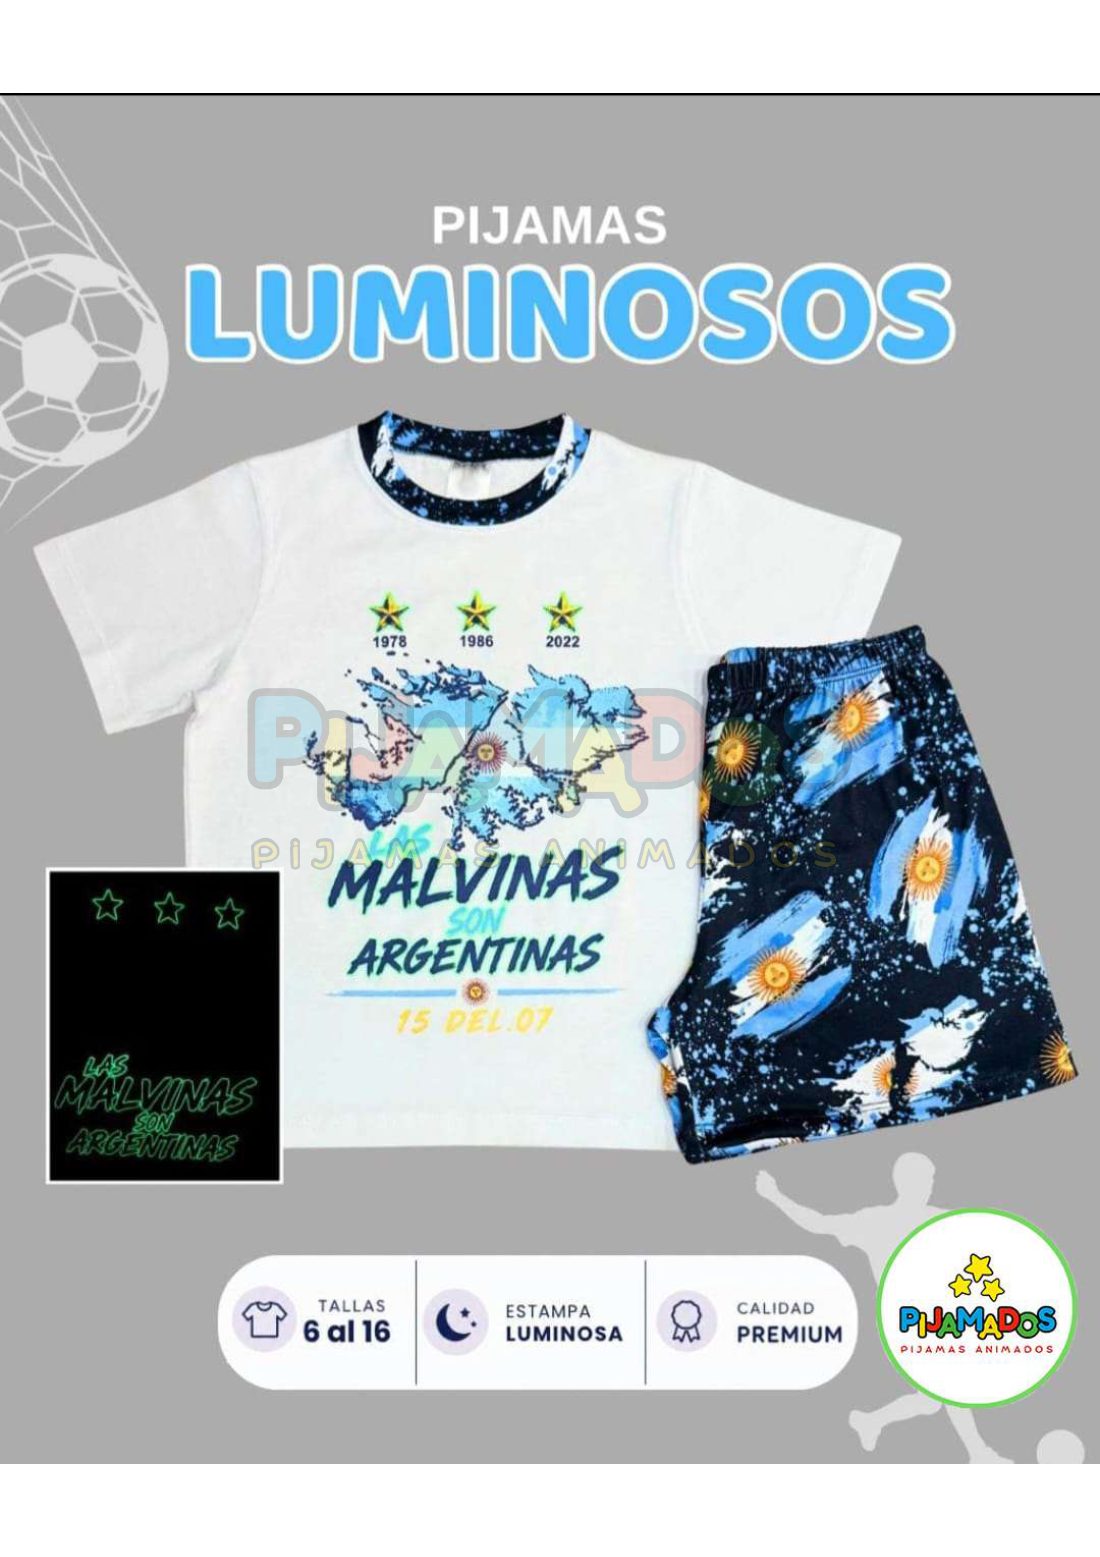 PIJAMAS
LUMINOSOS
1978 1986 2022
PIJAMADOS
PIJAMAS ANIMADOS
LAS
MALVINAS
SON
ARGENTINAS
15 DEL.07
LAS
MALVINAS
SON
ARGENTINAS
TALLAS
6 al 16
ESTAMPA
LUMINOSA
CALIDAD
PREMIUM
PIJAMADOS
PIJAMAS ANIMADOS